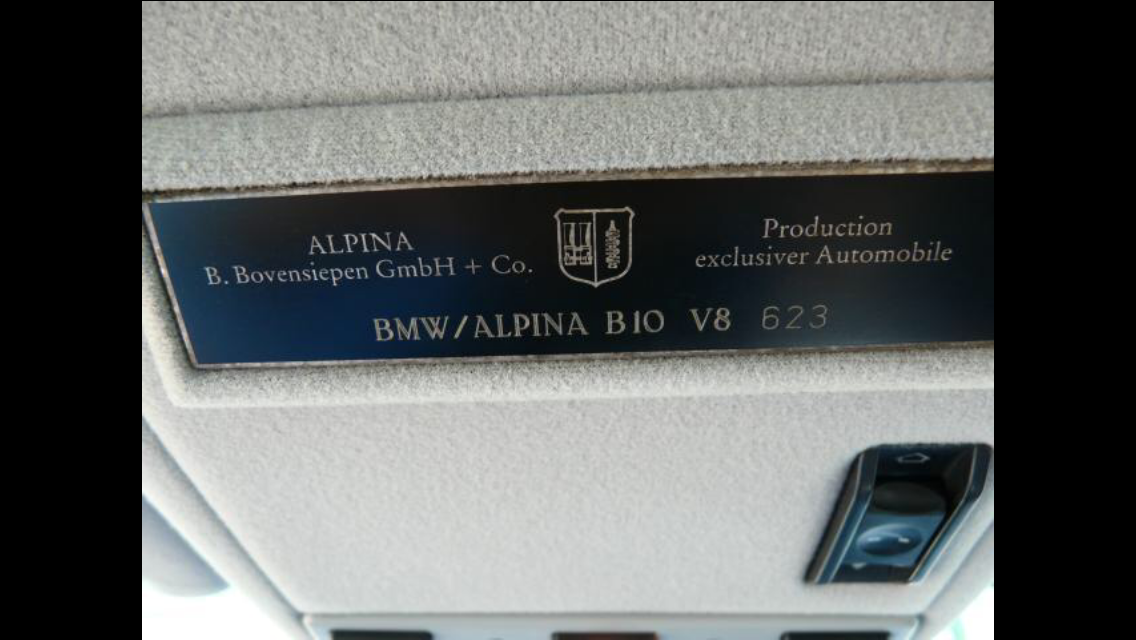 ALPINA
B. Bovensiepen GmbH + Co.
Production
exclusiver Automobile
BMW/ALPINA B10 V8 623